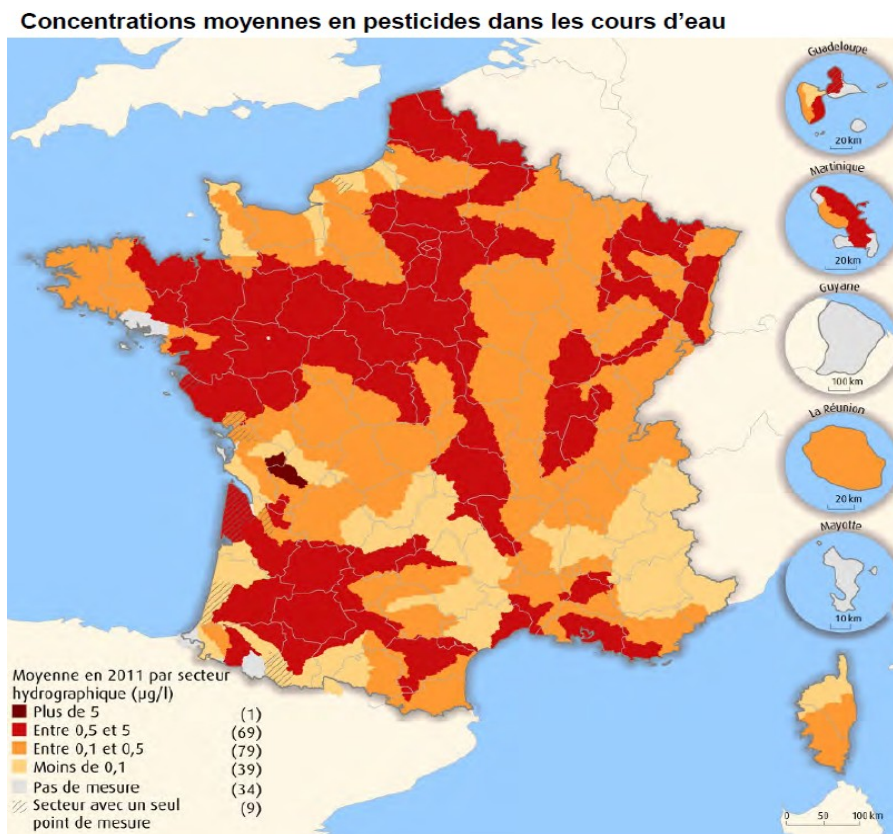 Concentrations moyennes en pesticides dans les cours d'eau
Guadeloupe
20 km
Martinique
20 km
Guyane
100 km
La Réunion
20 km
Mayotte
10 km
Moyenne en 2011 par secteur
hydrographique (µg/l)
Plus de 5 (1)
Entre 0,5 et 5 (69)
Entre 0,1 et 0,5 (79)
Moins de 0,1 (39)
Pas de mesure (34)
Secteur avec un seul (9)
point de mesure
0 50 100 km